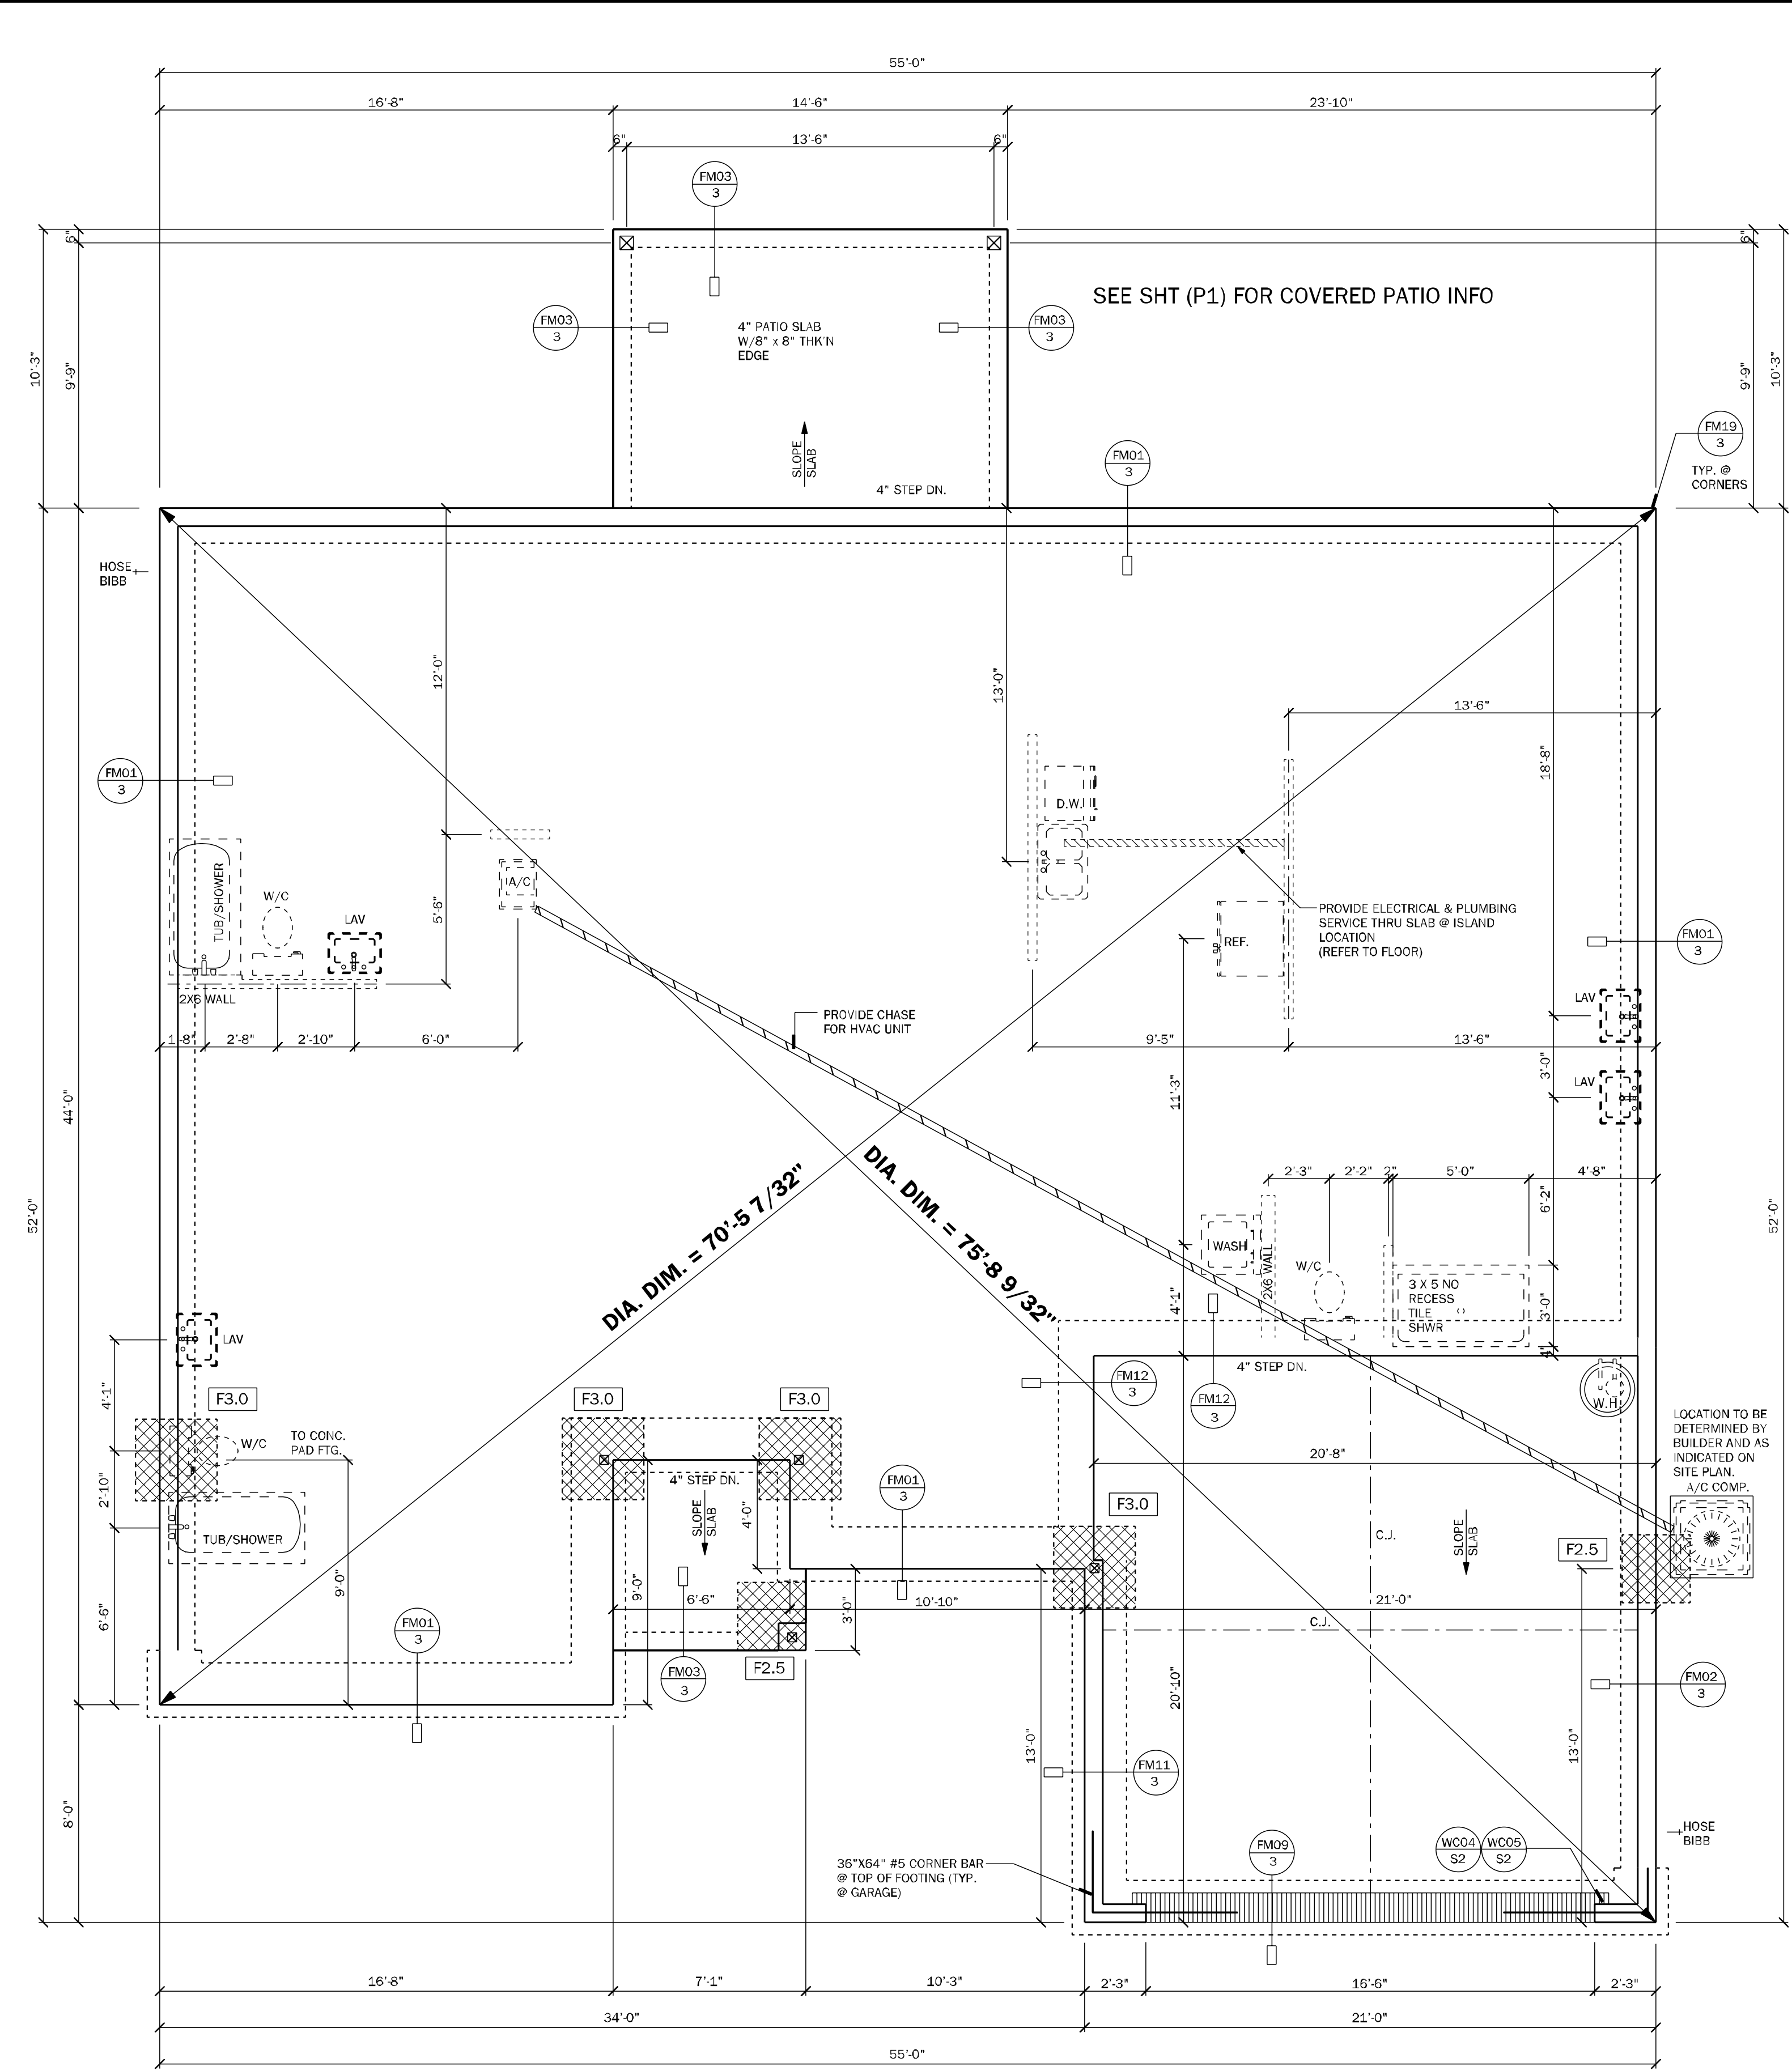 55'-0"
16'-8"
14'-6"
23'-10"
6"
13'-6"
6"
FM03
3
6"
6"
SEE SHT (P1) FOR COVERED PATIO INFO
FM03
3
FM03
3
4" PATIO SLAB
W/8" x 8" THK'N
EDGE
10'-3"
9'-9"
9'-9"
10'-3"
SLOPE
SLAB
4" STEP DN.
FM01
3
FM19
3
TYP. @
CORNERS
HOSE
BIBB
12'-0"
13'-0"
13'-6"
18'-8"
FM01
3
D.W.
TUB/SHOWER
W/C
LAV
A/C
5'-6"
2X6 WALL
PROVIDE ELECTRICAL & PLUMBING
SERVICE THRU SLAB @ ISLAND
LOCATION
(REFER TO FLOOR)
REF.
FM01
3
LAV
PROVIDE CHASE
FOR HVAC UNIT
1'-8"
2'-8"
2'-10"
6'-0"
9'-5"
13'-6"
3'-0"
LAV
44'-0"
52'-0"
11'-3"
DIA. DIM. = 70'-5 7/32"
DIA. DIM. = 75'-8 9/32"
2'-3"
2'-2"
2"
5'-0"
4'-8"
6'-2"
52'-0"
WASH
2X6 WALL
W/C
3 X 5 NO
RECESS
TILE
SHWR
3'-0"
4'-1"
4"
LAV
4'-1"
4" STEP DN.
FM12
3
FM12
3
W.H
F3.0
F3.0
F3.0
W/C
TO CONC.
PAD FTG.
LOCATION TO BE
DETERMINED BY
BUILDER AND AS
INDICATED ON
SITE PLAN.
A/C COMP.
20'-8"
4" STEP DN.
SLOPE
SLAB
4'-0"
FM01
3
F3.0
2'-10"
TUB/SHOWER
C.J.
SLOPE
SLAB
F2.5
9'-0"
9'-0"
6'-6"
6'-6"
10'-10"
3'-0"
21'-0"
C.J.
FM01
3
FM03
3
F2.5
20'-10"
FM02
3
13'-0"
13'-0"
FM11
3
8'-0"
36"X64" #5 CORNER BAR
@ TOP OF FOOTING (TYP.
@ GARAGE)
FM09
3
WC04
S2
WC05
S2
HOSE
BIBB
16'-8"
7'-1"
10'-3"
2'-3"
16'-6"
2'-3"
34'-0"
21'-0"
55'-0"